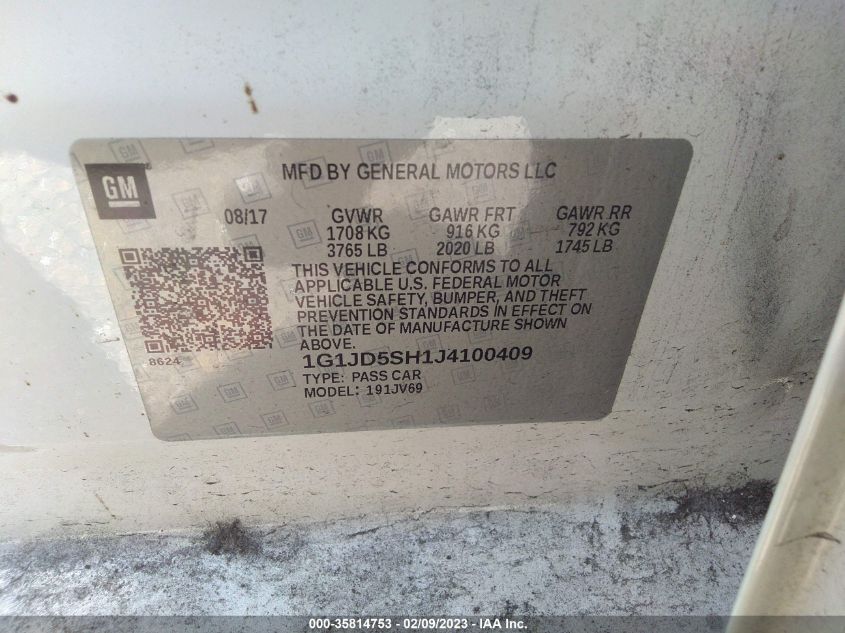 GM
MFD BY GENERAL MOTORS LLC
08/17 GVWR GAWR FRT GAWR RR
1708 KG 916 KG 792 KG
3765 LB 2020 LB 1745 LB
THIS VEHICLE CONFORMS TO ALL
APPLICABLE U.S. FEDERAL MOTOR
VEHICLE SAFETY, BUMPER, AND THEFT
PREVENTION STANDARDS IN EFFECT ON
THE DATE OF MANUFACTURE SHOWN
ABOVE.
8624
1G1JD5SH1J4100409
TYPE: PASS CAR
MODEL: 191JV69
000-35814753 - 02/09/2023 - IAAI Inc.